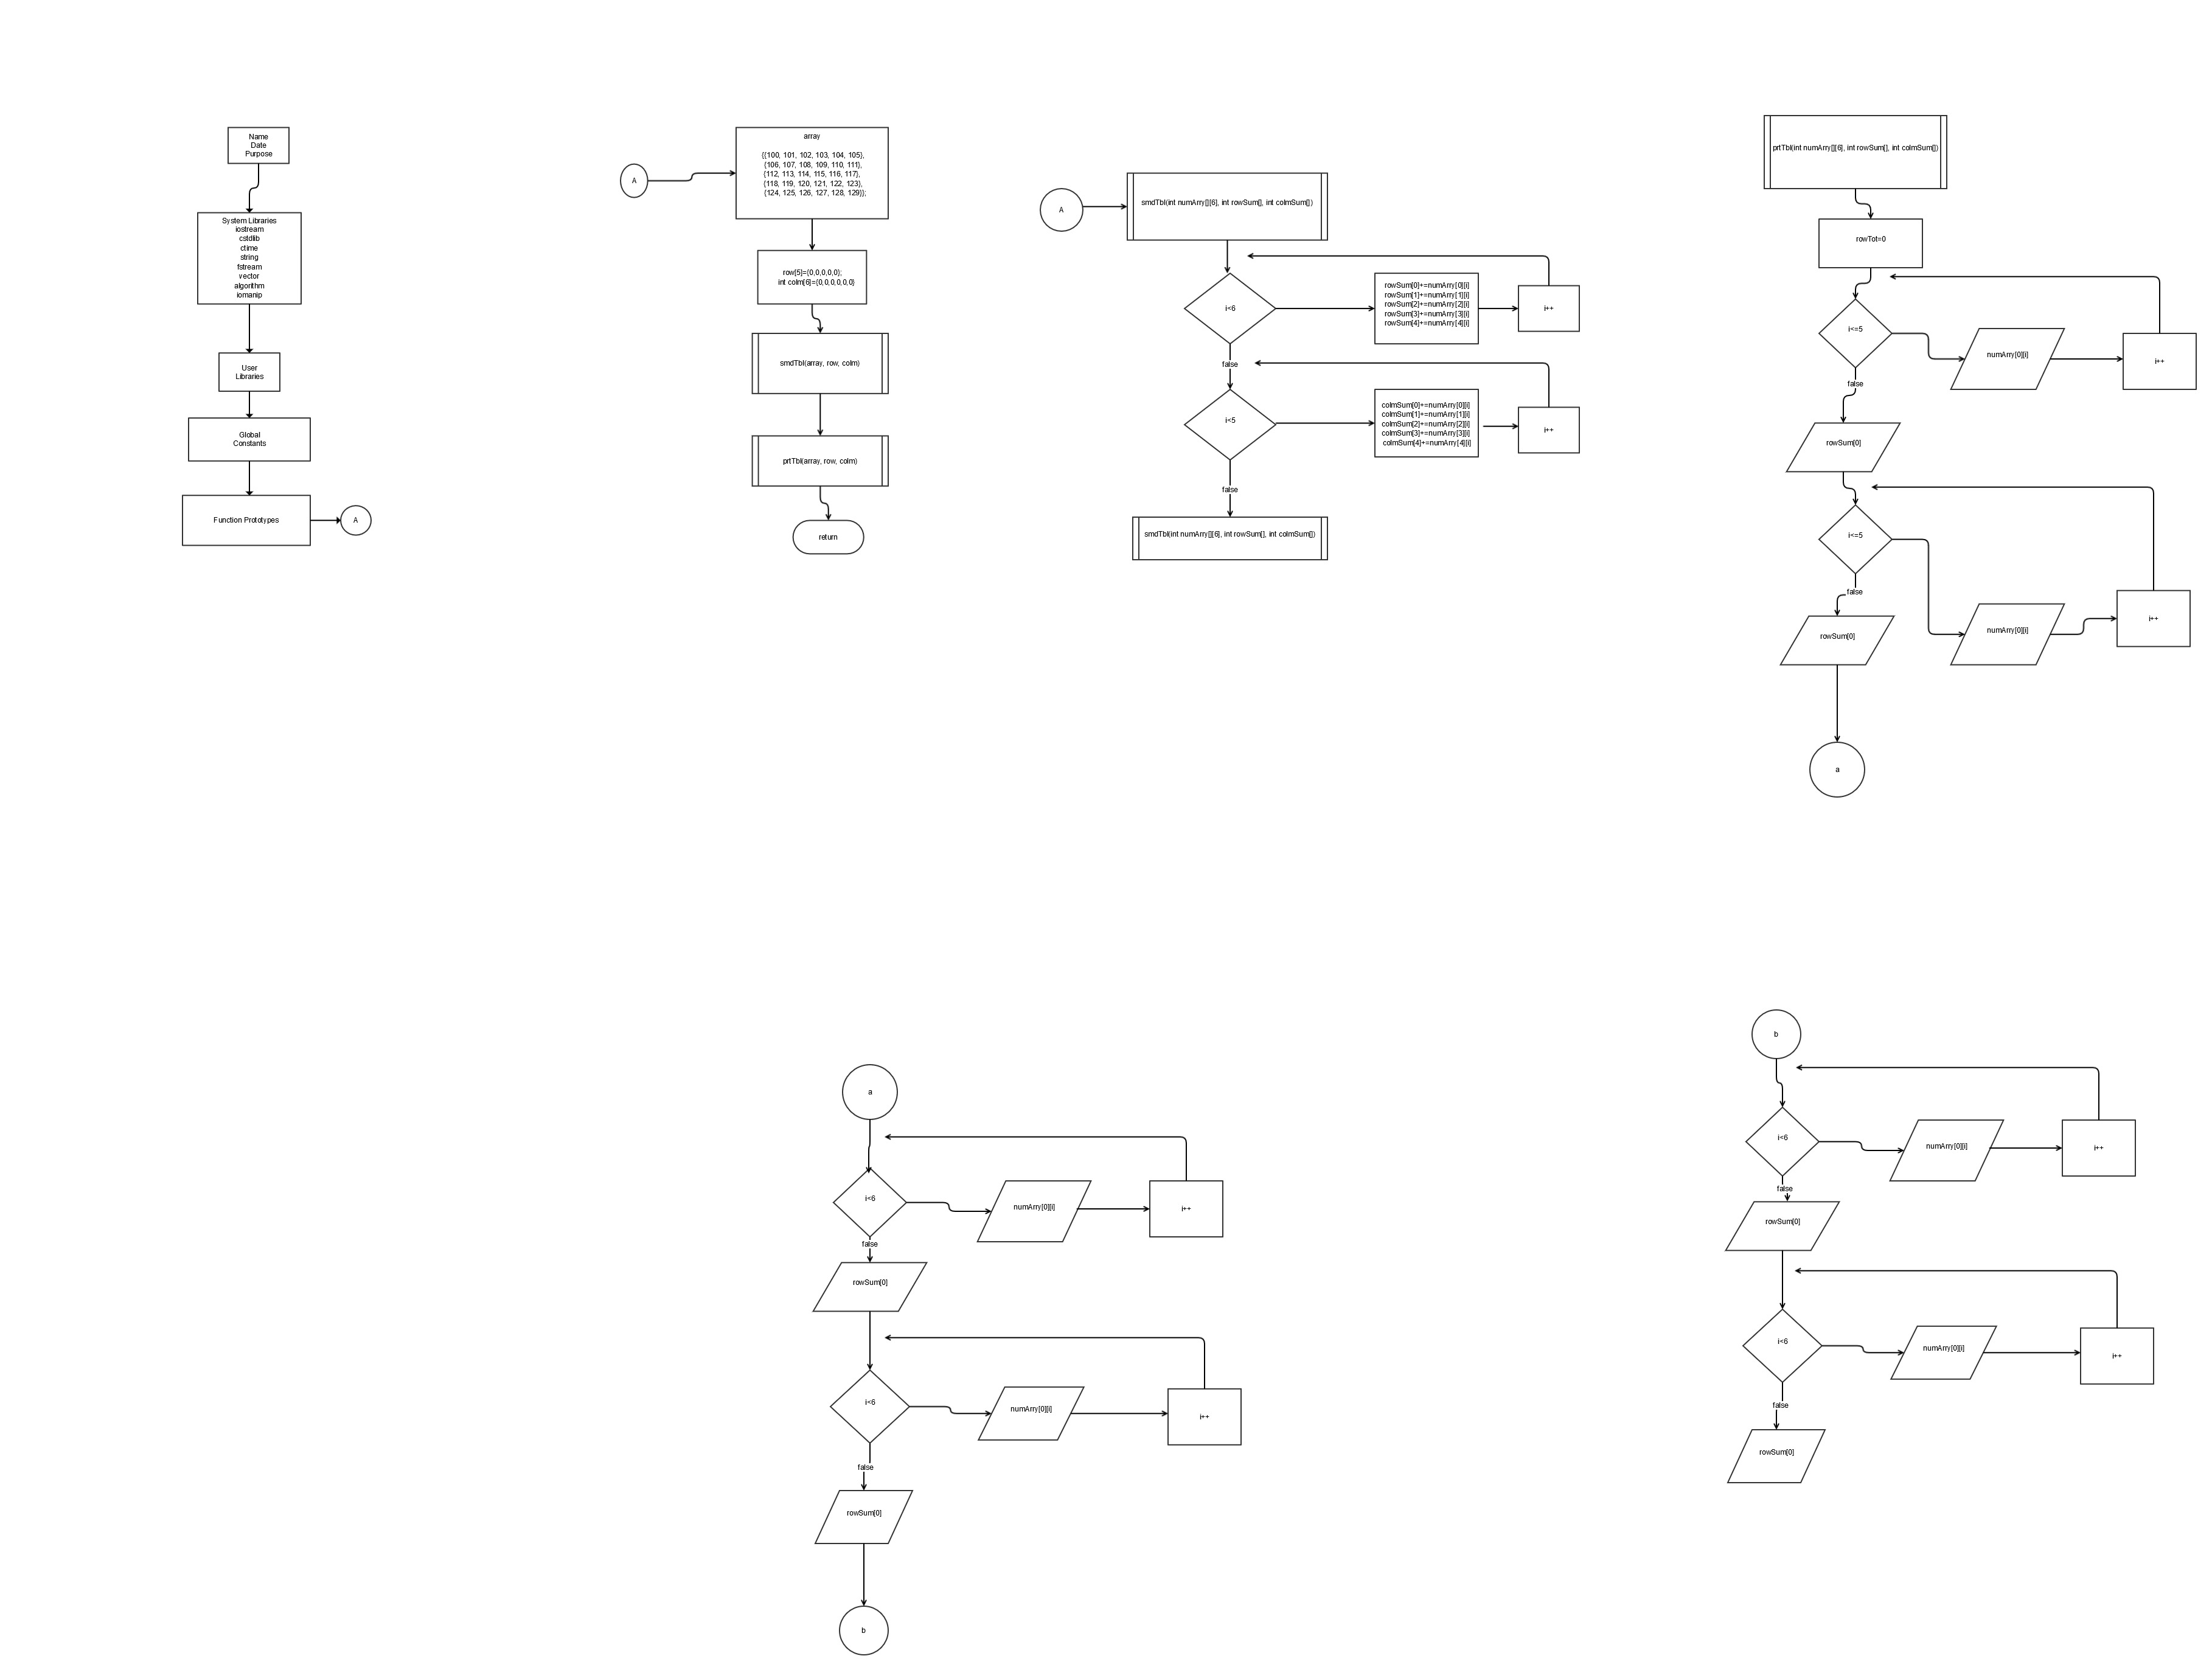 Name
Date
Purpose
System Libraries
iostream
cstdlib
ctime
string
fstream
vector
algorithm
iomanip
User
Libraries
Global
Constants
Function Prototypes
A
A
array
{{100, 101, 102, 103, 104, 105},
{106, 107, 108, 109, 110, 111},
{112, 113, 114, 115, 116, 117},
{118, 119, 120, 121, 122, 123},
{124, 125, 126, 127, 128, 129}};
row[5]={0,0,0,0,0};
int colm[6]={0,0,0,0,0,0}
smdTbl(array, row, colm)
prtTbl(array, row, colm)
return
A
smdTbl(int numArry[][6], int rowSum[], int colmSum[])
i<6
rowSum[0]+=numArry[0][i]
rowSum[1]+=numArry[1][i]
rowSum[2]+=numArry[2][i]
rowSum[3]+=numArry[3][i]
rowSum[4]+=numArry[4][i]
i++
false
i<5
colmSum[0]+=numArry[0][i]
colmSum[1]+=numArry[1][i]
colmSum[2]+=numArry[2][i]
colmSum[3]+=numArry[3][i]
colmSum[4]+=numArry[4][i]
i++
false
smdTbl(int numArry[][6], int rowSum[], int colmSum[])
prtTbl(int numArry[][6], int rowSum[], int colmSum[])
rowTot=0
i<=5
numArry[0][i]
i++
false
rowSum[0]
i<=5
numArry[0][i]
i++
false
rowSum[0]
a
a
i<6
numArry[0][i]
i++
false
rowSum[0]
i<6
numArry[0][i]
i++
false
rowSum[0]
b
b
i<6
numArry[0][i]
i++
false
rowSum[0]
i<6
numArry[0][i]
i++
false
rowSum[0]